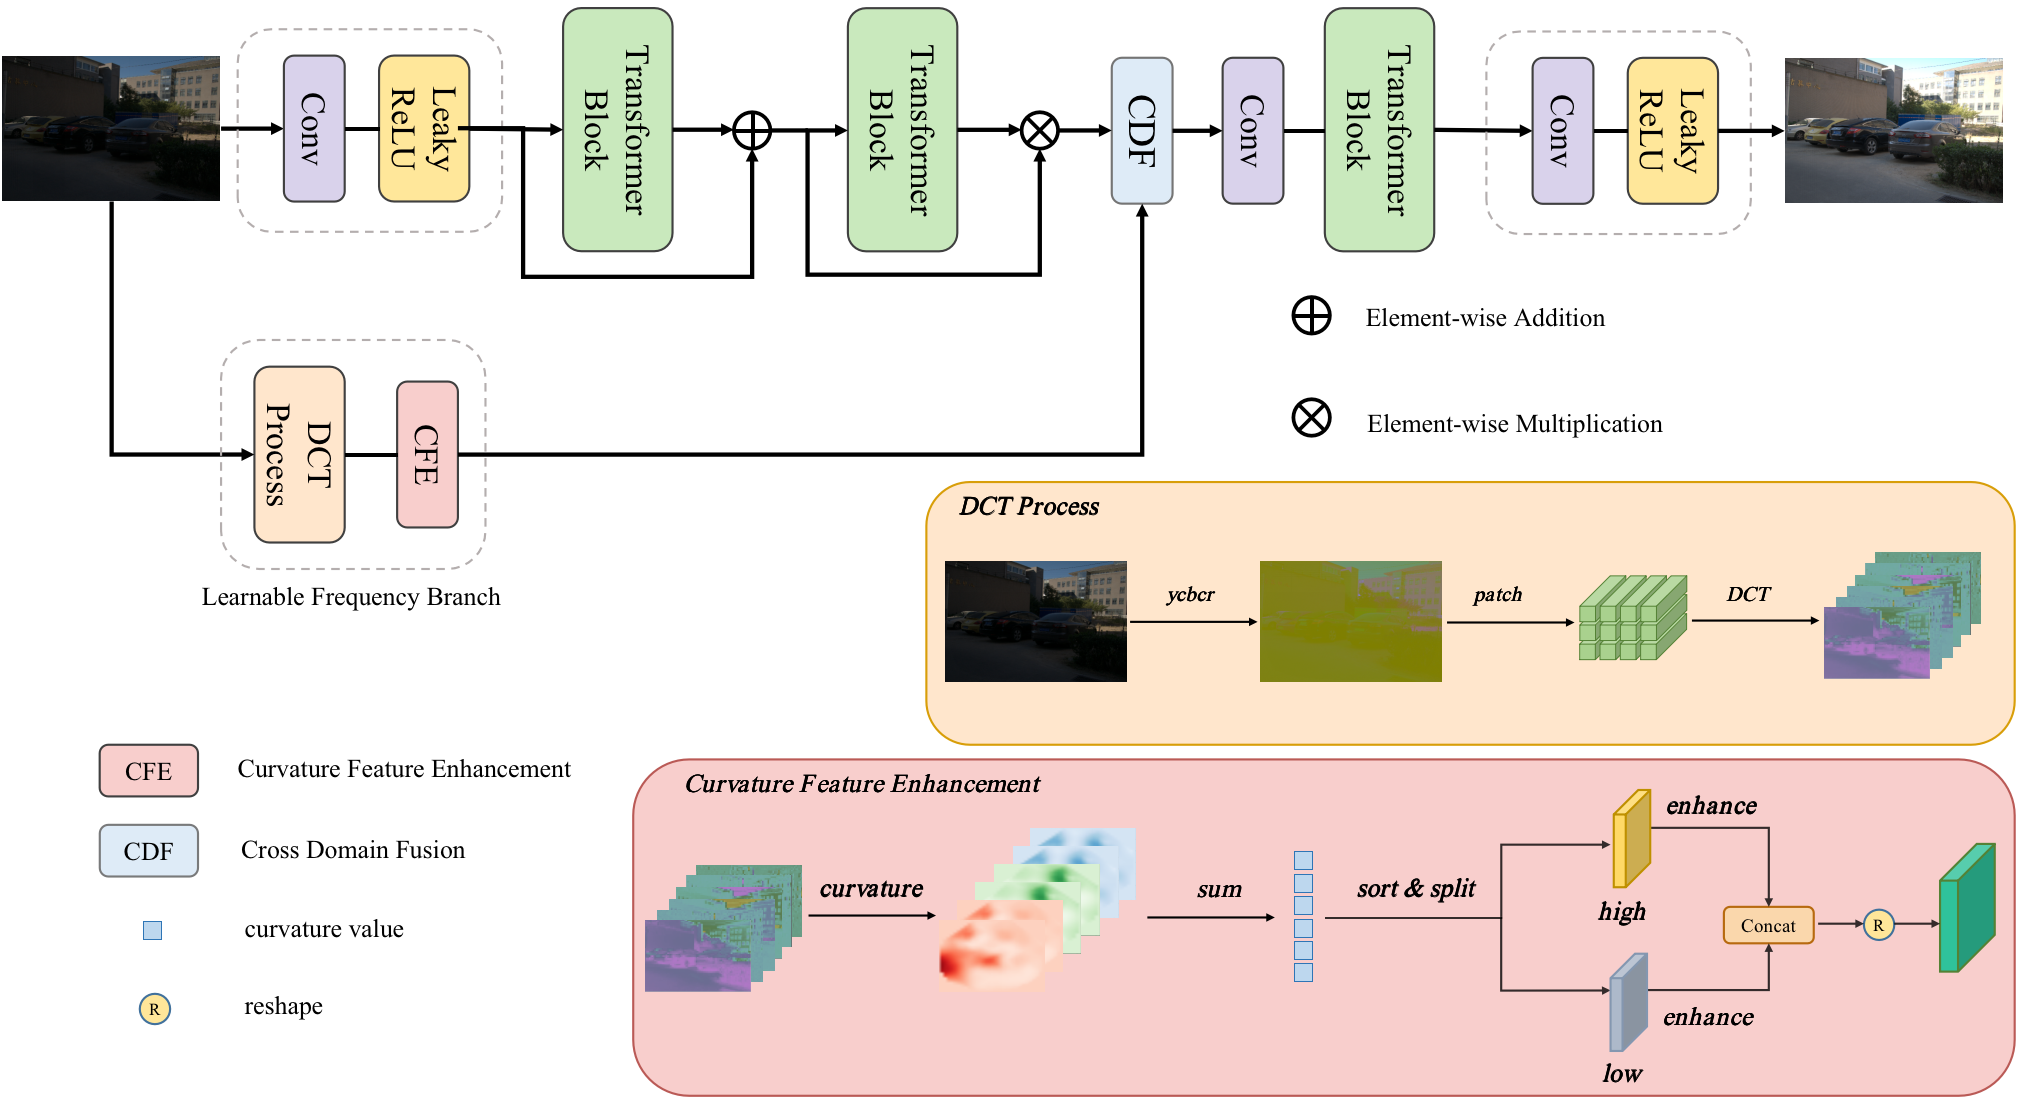 Conv
Leaky
ReLU
Transformer
Block
Transformer
Block
CDF
Conv
Transformer
Block
Conv
Leaky
ReLU
Element-wise Addition
Element-wise Multiplication
DCT
Process
CFE
Learnable Frequency Branch
DCT Process
ycbcr
patch
DCT
CFE
Curvature Feature Enhancement
CDF
Cross Domain Fusion
curvature value
R
reshape
Curvature Feature Enhancement
curvature
sum
sort & split
high
enhance
Concat
R
enhance
low